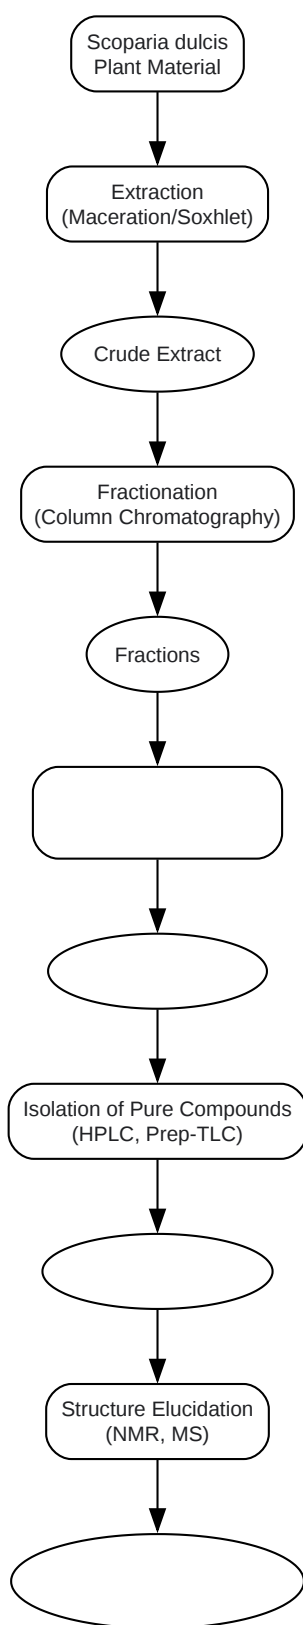 Scoparia dulcis
Plant Material
Extraction
(Maceration/Soxhlet)
Crude Extract
Fractionation
(Column Chromatography)
Fractions
Isolation of Pure Compounds
(HPLC, Prep-TLC)
Structure Elucidation
(NMR, MS)